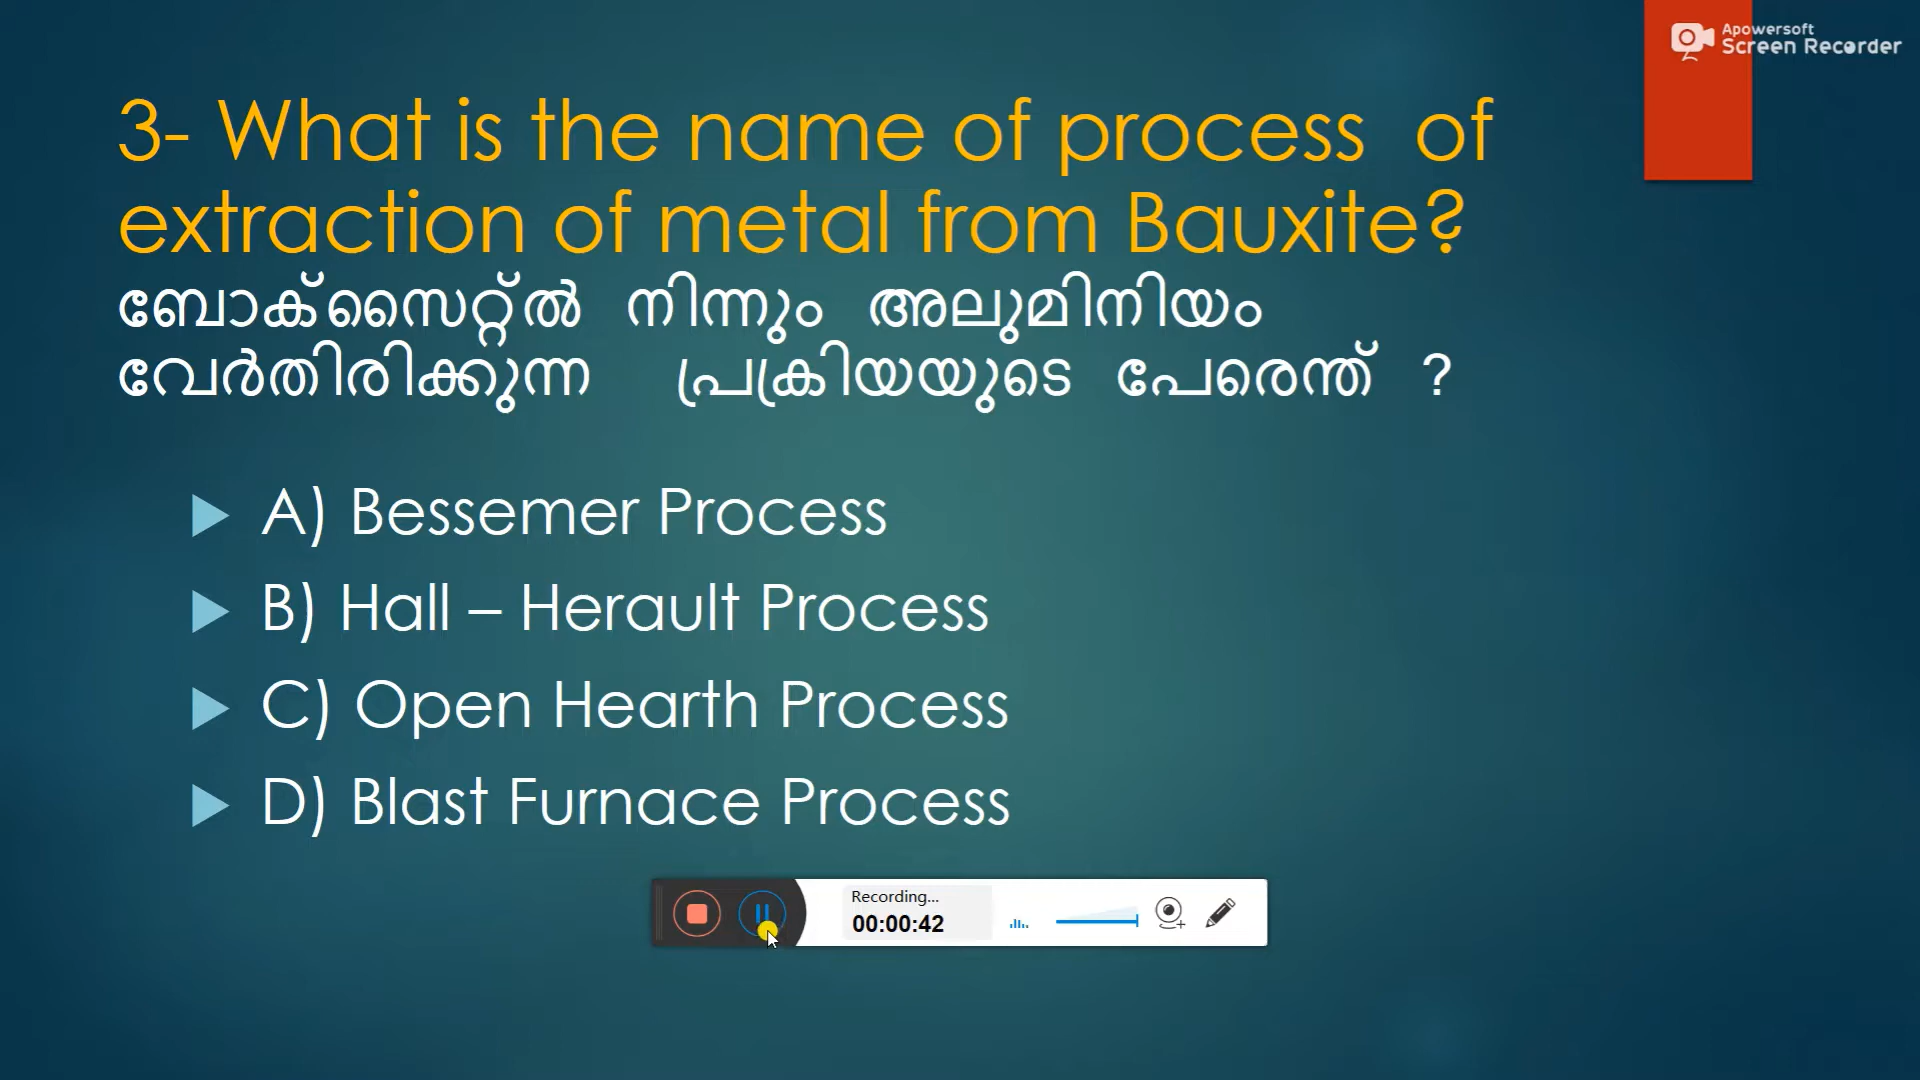 Apowersoft
Screen Recorder
3- What is the name of process of
extraction of metal from Bauxite?
ബോക്സൈറ്റ്ൽ നിന്നും അലുമിനിയം
വേർതിരിക്കുന്ന പ്രക്രിയയുടെ പേരെന്ത് ?
A) Bessemer Process
B) Hall – Herault Process
C) Open Hearth Process
D) Blast Furnace Process
Recording...
00:00:42